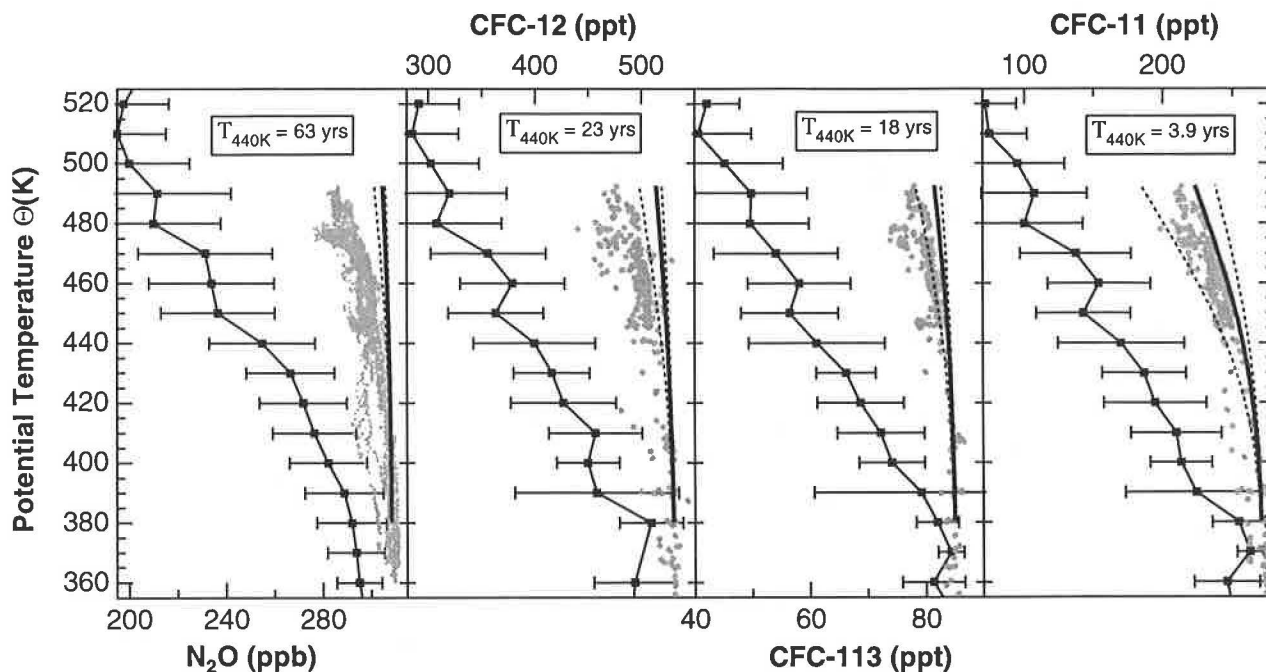 CFC-12 (ppt)
CFC-11 (ppt)
300 400 500
100 200
T440K = 63 yrs
T440K = 23 yrs
T440K = 18 yrs
T440K = 3.9 yrs
Potential Temperature Θ(K)
520
500
480
460
440
420
400
380
360
200 240 280
40 60 80
N2O (ppb)
CFC-113 (ppt)